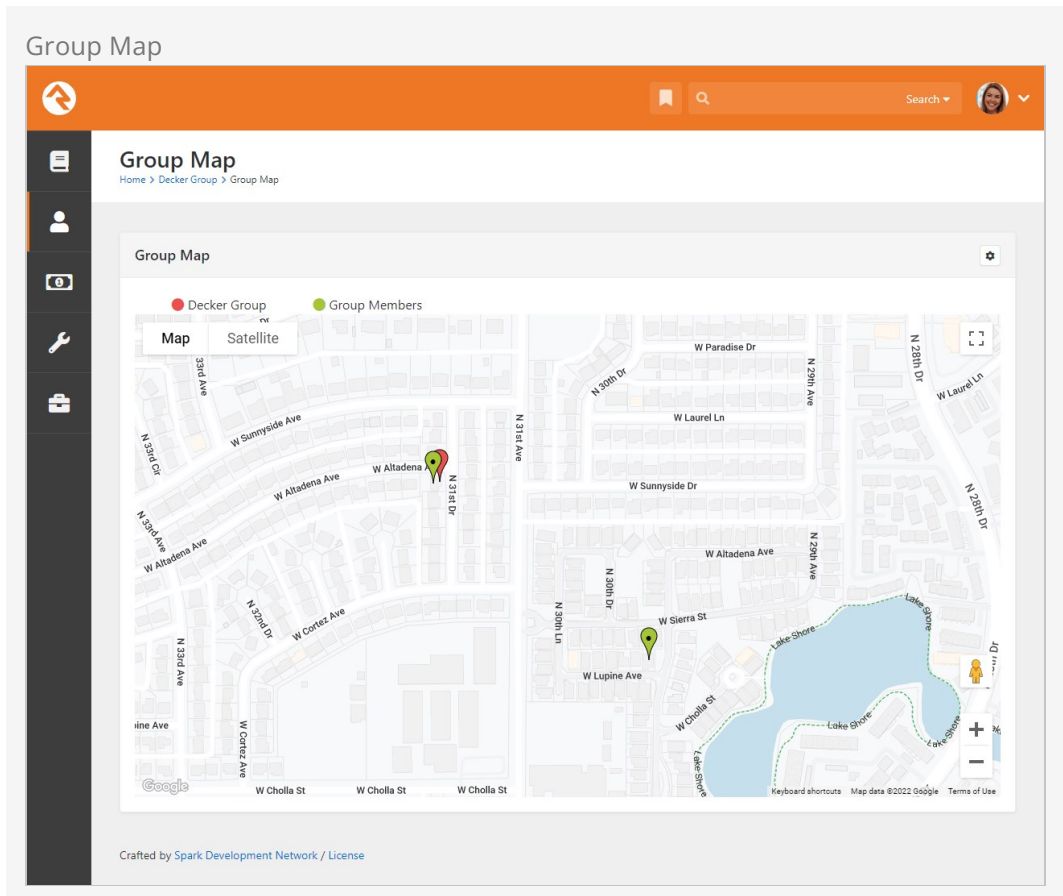 Group Map
Search
Group Map
Home > Decker Group > Group Map
Group Map
Decker Group
Group Members
Map
Satellite
W Paradise Dr
N 28th Dr
N 33rd Ave
N 30th Dr
N 29th Ave
W Laurel Ln
W Laurel Ln
W Sunnyside Ave
N 31st Ave
N 33rd Cir
W Altadena A
W Altadena Ave
N 31st Dr
W Sunnyside Dr
N 28th Dr
N 33rd Ave
W Altadena Ave
W Altadena Ave
N 29th Ave
N 30th Dr
N 32nd Dr
W Cortez Ave
N 30th Ln
W Sierra St
Lake Shore
Lake Shore
N 33rd Ave
Dr
W Lupine Ave
W Cholla St
ine Ave
W Cortez Ave
Lake Shore
Lake Shore
Lake Shore
Google
W Cholla St
W Cholla St
W Cholla St
Keyboard shortcuts
Map data ©2022 Google
Terms of Use
Crafted by Spark Development Network / License